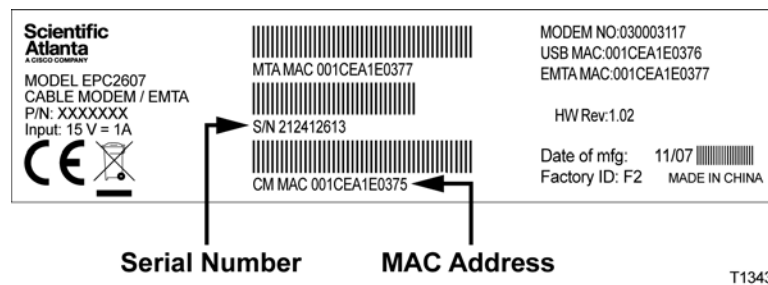 Scientific
Atlanta
A CISCO COMPANY
MODEL EPC2607
CABLE MODEM / EMTA
P/N: XXXXXXX
Input: 15 V = 1A
CE
MTA MAC 001CEA1E0377
S/N 212412613
CM MAC 001CEA1E0375
MODEM NO:030003117
USB MAC:001CEA1E0376
EMTA MAC:001CEA1E0377
HW Rev:1.02
Date of mfg: 11/07
Factory ID: F2 MADE IN CHINA
Serial Number MAC Address
T1343